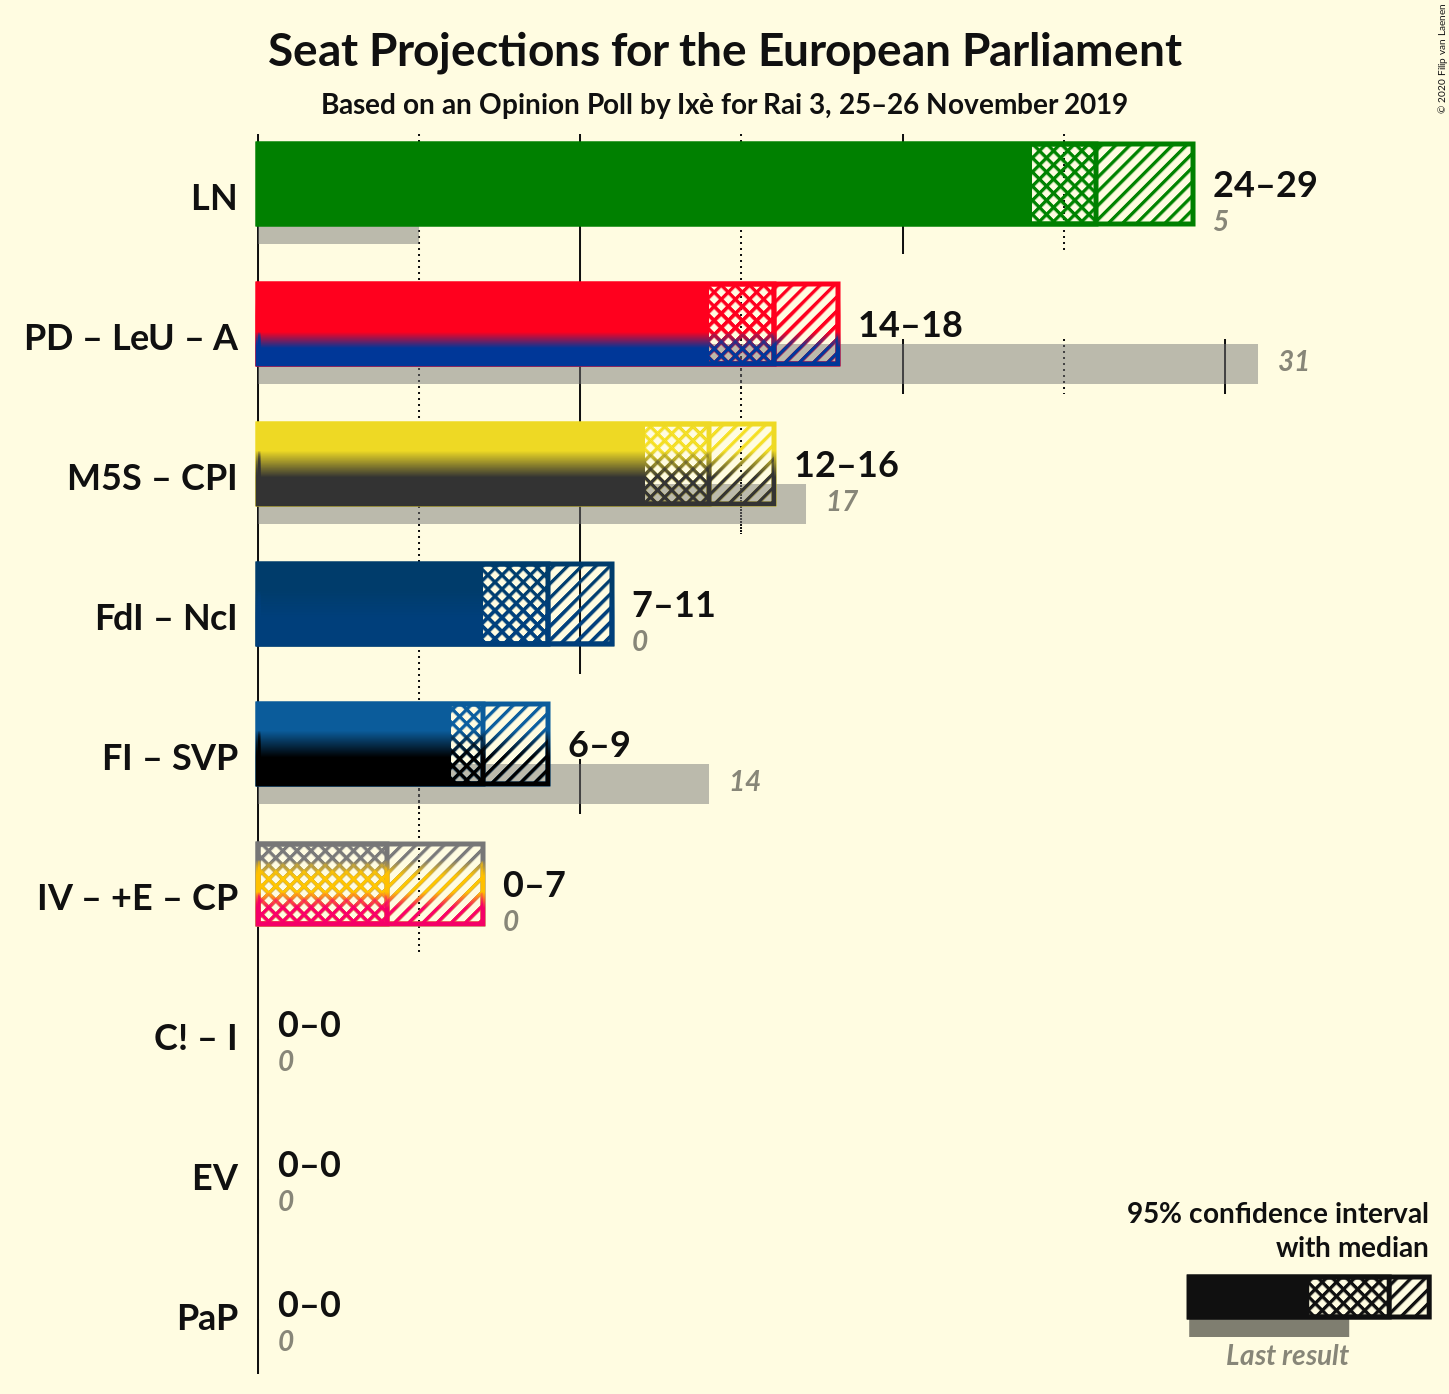 Seat Projections for the European Parliament
Based on an Opinion Poll by Ixè for Rai 3, 25–26 November 2019
© 2020 Filip van Laenen
LN
24–29
5
PD – LeU – A
14–18
31
M5S – CPI
12–16
17
FdI – NcI
7–11
0
FI – SVP
6–9
14
IV – +E – CP
0–7
0
C! – I
0–0
0
EV
0–0
0
PaP
0–0
0
95% confidence interval
with median
Last result